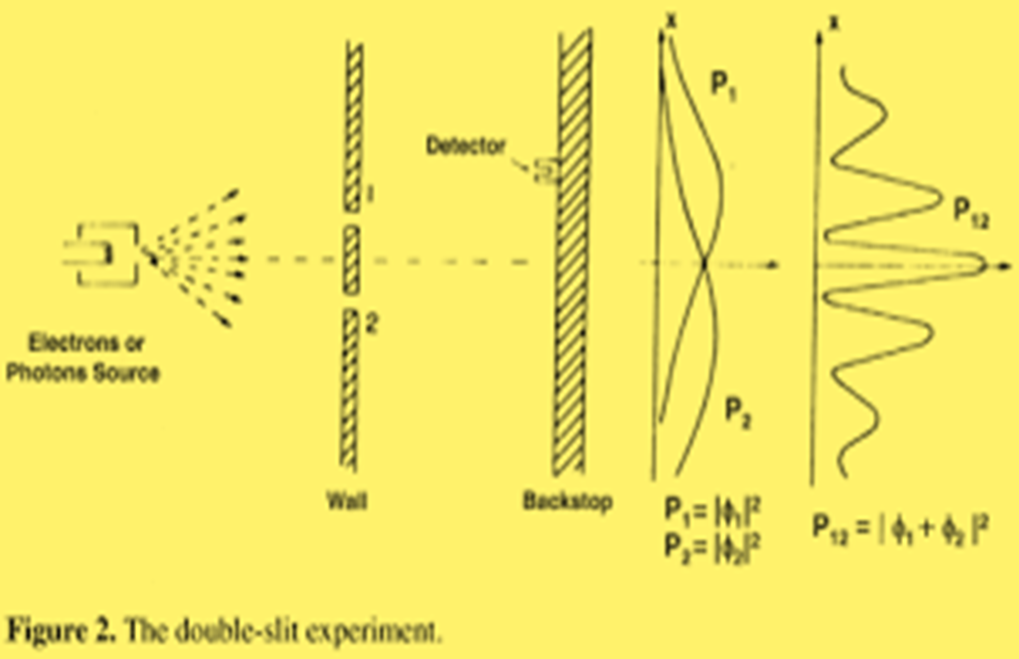 x
x
P₁
Detector
1
P₁₂
2
Electrons or
Photons Source
P₂
Wall
Backstop
P₁ = |ϕ₁|²
P₂ = |ϕ₂|²
P₁₂ = | ϕ₁ + ϕ₂ |²
Figure 2. The double-slit experiment.